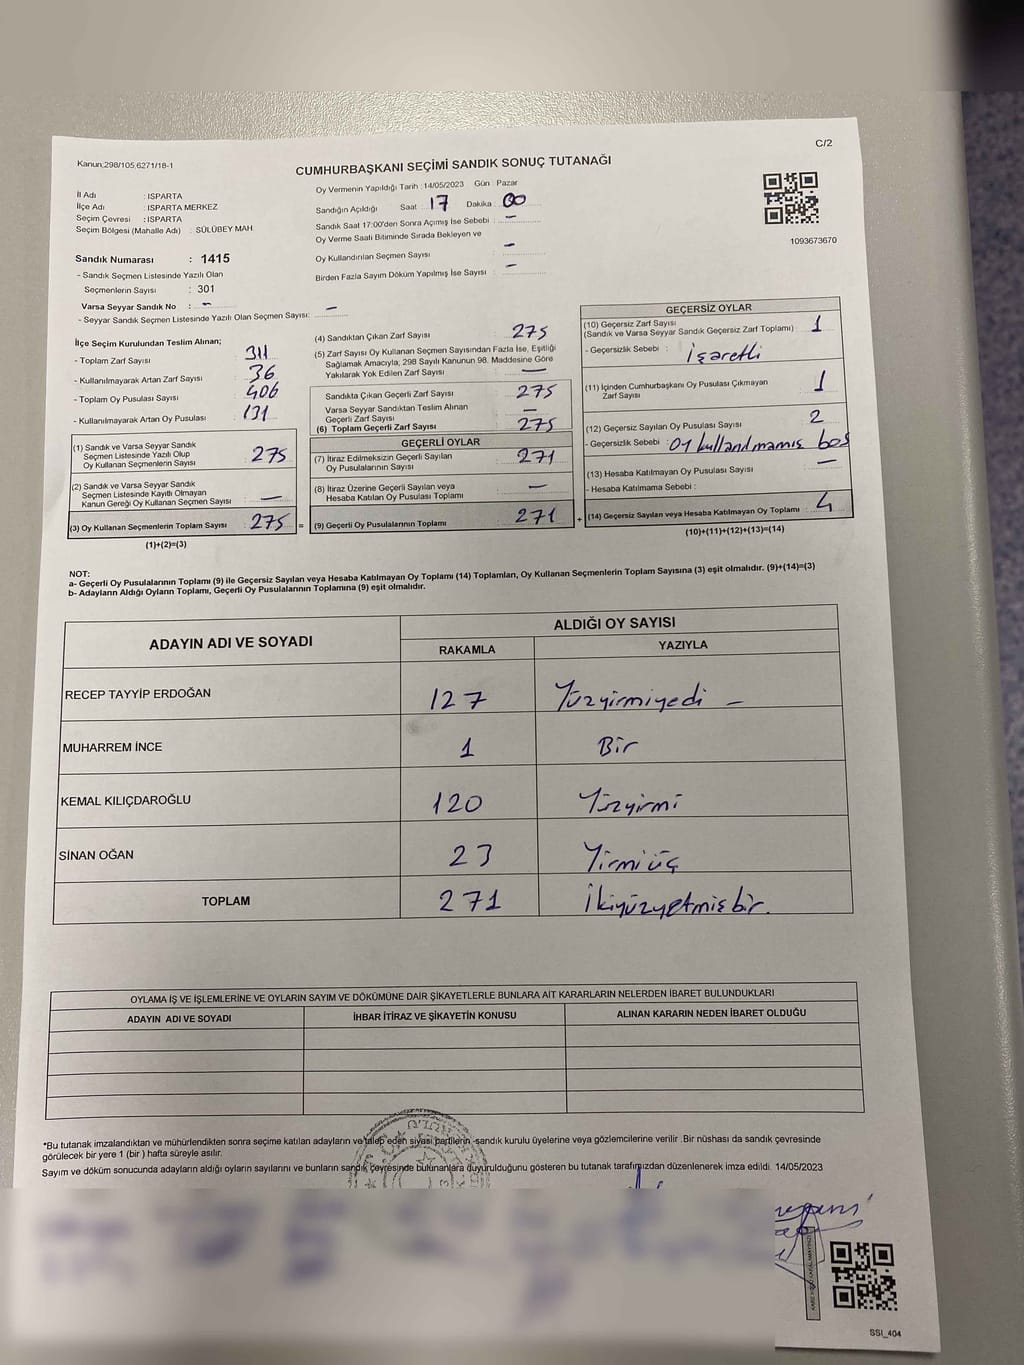 C/2
Kanun;298/105,6271/18-1
CUMHURBAŞKANI SEÇİMİ SANDIK SONUÇ TUTANAĞI
İl Adı : ISPARTA
İlçe Adı : ISPARTA MERKEZ
Seçim Çevresi : ISPARTA
Seçim Bölgesi (Mahalle Adı) : SÜLÜBEY MAH
Sandık Numarası : 1415
- Sandık Seçmen Listesinde Yazılı Olan
Seçmenlerin Sayısı : 301
Varsa Seyyar Sandık No : -
- Seyyar Sandık Seçmen Listesinde Yazılı Olan Seçmen Sayısı: -
Oy Vermenin Yapıldığı Tarih :14/05/2023 Gün : Pazar
Sandığın Açıldığı Saat : 17 Dakika : 00
Sandık Saat 17:00'den Sonra Açımış İse Sebebi : -
Oy Verme Saati Bitiminde Sırada Bekleyen ve
Oy Kullandırılan Seçmen Sayısı : -
Birden Fazla Sayım Döküm Yapılmış İse Sayısı : -
1093673670
İlçe Seçim Kurulundan Teslim Alınan;
- Toplam Zarf Sayısı : 311
- Kullanılmayarak Artan Zarf Sayısı : 36
- Toplam Oy Pusulası Sayısı : 406
- Kullanılmayarak Artan Oy Pusulası : 131
(1) Sandık ve Varsa Seyyar Sandık
Seçmen Listesinde Yazılı Olup
Oy Kullanan Seçmenlerin Sayısı : 275
(2) Sandık ve Varsa Seyyar Sandık
Seçmen Listesinde Kayıtlı Olmayan
Kanun Gereği Oy Kullanan Seçmen Sayısı : -
(3) Oy Kullanan Seçmenlerin Toplam Sayısı : 275 =
(1)+(2)=(3)
(4) Sandıktan Çıkan Zarf Sayısı : 275
(5) Zarf Sayısı Oy Kullanan Seçmen Sayısından Fazla İse, Eşitliği
Sağlamak Amacıyla, 298 Sayılı Kanunun 98. Maddesine Göre
Yakılarak Yok Edilen Zarf Sayısı : -
Sandıkta Çıkan Geçerli Zarf Sayısı : 275
Varsa Seyyar Sandıktan Teslim Alınan
Geçerli Zarf Sayısı : -
(6) Toplam Geçerli Zarf Sayısı : 275
GEÇERLİ OYLAR
(7) İtiraz Edilmeksizin Geçerli Sayılan
Oy Pusulasının Sayısı : 271
(8) İtiraz Üzerine Geçerli Sayılan veya
Hesaba Katılan Oy Pusulası Toplamı : -
(9) Geçerli Oy Pusulalarının Toplamı : 271 +
GEÇERSİZ OYLAR
(10) Geçersiz Zarf Sayısı
(Sandık ve Varsa Seyyar Sandık Geçersiz Zarf Toplamı) : 1
- Geçersizlik Sebebi : İşaretli
(11) İçinden Cumhurbaşkanı Oy Pusulası Çıkmayan
Zarf Sayısı : 1
(12) Geçersiz Sayılan Oy Pusulası Sayısı : 2
- Geçersizlik Sebebi : Oy kullanılmamış boş
(13) Hesaba Katılmayan Oy Pusulası Sayısı : -
- Hesaba Katılmama Sebebi :
(14) Geçersiz Sayılan veya Hesaba Katılmayan Oy Toplamı : 4
(10)+(11)+(12)+(13)=(14)
NOT:
a- Geçerli Oy Pusulalarının Toplamı (9) ile Geçersiz Sayılan veya Hesaba Katılmayan Oy Toplamı (14) Toplamları, Oy Kullanan Seçmenlerin Toplam Sayısına (3) eşit olmalıdır. (9)+(14)=(3)
b- Adayların Aldığı Oyların Toplamı, Geçerli Oy Pusulalarının Toplamına (9) eşit olmalıdır.
ADAYIN ADI VE SOYADI
ALDIĞI OY SAYISI
RAKAMLA YAZIYLA
RECEP TAYYİP ERDOĞAN 127 Yüzyirmiyedi -
MUHARREM İNCE 1 Bir
KEMAL KILIÇDAROĞLU 120 Yüzyirmi
SİNAN OĞAN 23 Yirmiüç
TOPLAM 271 İkiyüzyetmişbir.
OYLAMA İŞ VE İŞLEMLERİNE VE OYLARIN SAYIM VE DÖKÜMÜNE DAİR ŞİKAYETLERLE BUNLARA AİT KARARLARIN NELERDEN İBARET BULUNDUKLARI
ADAYIN ADI VE SOYADI İHBAR İTİRAZ VE ŞİKAYETİN KONUSU ALINAN KARARIN NEDEN İBARET OLDUĞU
*Bu tutanak imzalandıktan ve mühürlendikten sonra seçime katılan adayların ve talep eden siyasi partilerin sandık kurulu üyelerine veya gözlemcilerine verilir .Bir nüshası da sandık çevresinde
görülecek bir yere 1 (bir ) hafta süreyle asılır.
Sayım ve döküm sonucunda adayların aldığı oyların sayılarını ve bunların sandık çevresinde bulunanlara duyurulduğunu gösteren bu tutanak tarafımızdan düzenlenerek imza edildi. 14/05/2023
SSI_404